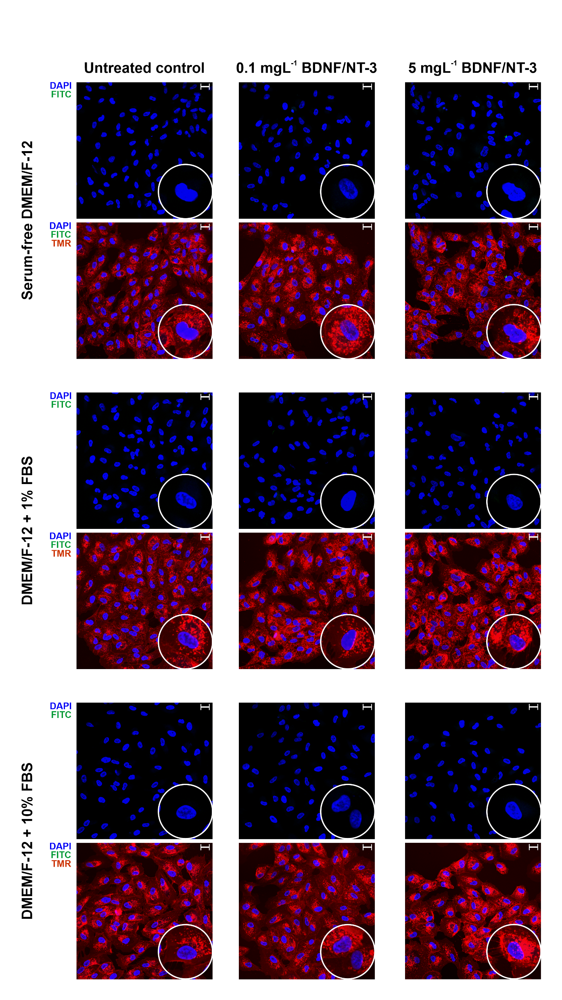 Untreated control
0.1 mgL⁻¹ BDNF/NT-3
5 mgL⁻¹ BDNF/NT-3
Serum-free DMEM/F-12
DAPI
FITC
DAPI
FITC
TMR
DMEM/F-12 + 1% FBS
DAPI
FITC
DAPI
FITC
TMR
DMEM/F-12 + 10% FBS
DAPI
FITC
DAPI
FITC
TMR